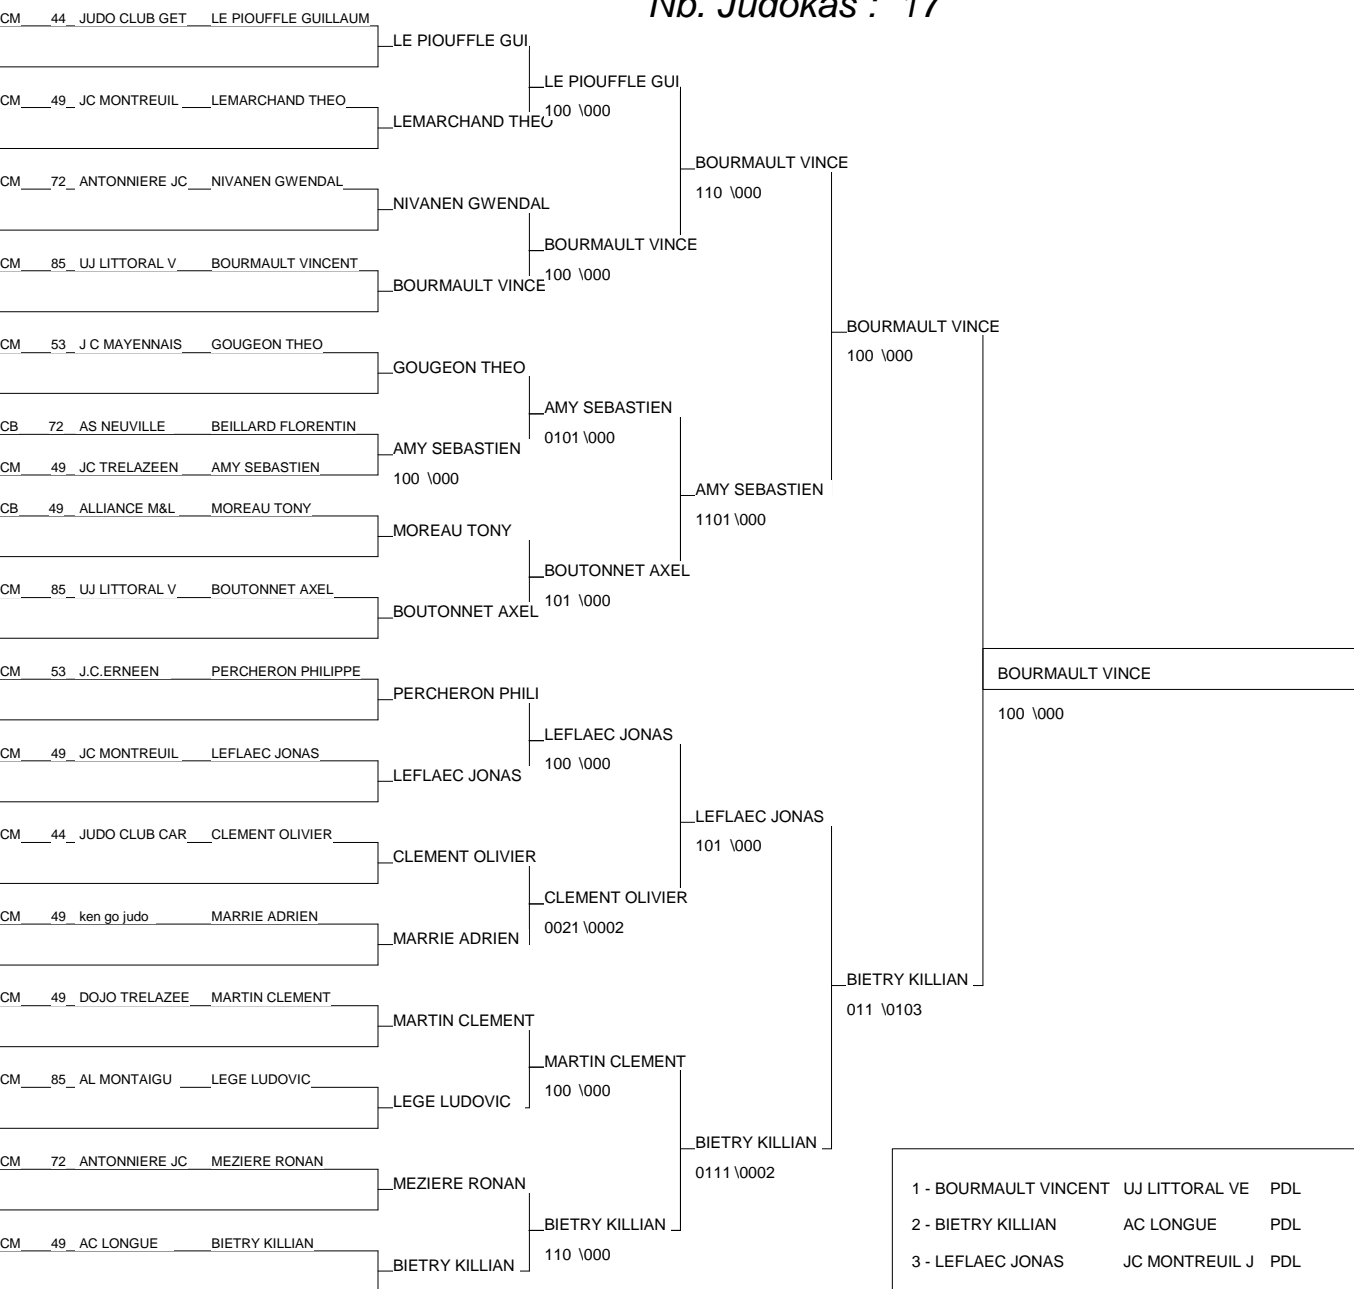 Nb. Judokas : 17
CM 44 JUDO CLUB GET LE PIOUFFLE GUILLAUM
LE PIOUFFLE GUI
LE PIOUFFLE GUI
100 \000
CM 49 JC MONTREUIL LEMARCHAND THEO
LEMARCHAND THEO
BOURMAULT VINCE
110 \000
CM 72 ANTONNIERE JC NIVANEN GWENDAL
NIVANEN GWENDAL
BOURMAULT VINCE
100 \000
CM 85 UJ LITTORAL V BOURMAULT VINCENT
BOURMAULT VINCE
BOURMAULT VINCE
100 \000
CM 53 J C MAYENNAIS GOUGEON THEO
GOUGEON THEO
AMY SEBASTIEN
0101 \000
CB 72 AS NEUVILLE BEILLARD FLORENTIN
AMY SEBASTIEN
100 \000
CM 49 JC TRELAZEEN AMY SEBASTIEN
AMY SEBASTIEN
1101 \000
CB 49 ALLIANCE M&L MOREAU TONY
MOREAU TONY
BOUTONNET AXEL
101 \000
CM 85 UJ LITTORAL V BOUTONNET AXEL
BOUTONNET AXEL
BOURMAULT VINCE
100 \000
CM 53 J.C.ERNEEN PERCHERON PHILIPPE
PERCHERON PHILI
LEFLAEC JONAS
100 \000
CM 49 JC MONTREUIL LEFLAEC JONAS
LEFLAEC JONAS
LEFLAEC JONAS
101 \000
CM 44 JUDO CLUB CAR CLEMENT OLIVIER
CLEMENT OLIVIER
CLEMENT OLIVIER
0021 \0002
CM 49 ken go judo MARRIE ADRIEN
MARRIE ADRIEN
BIETRY KILLIAN
011 \0103
CM 49 DOJO TRELAZEE MARTIN CLEMENT
MARTIN CLEMENT
MARTIN CLEMENT
100 \000
CM 85 AL MONTAIGU LEGE LUDOVIC
LEGE LUDOVIC
BIETRY KILLIAN
0111 \0002
CM 72 ANTONNIERE JC MEZIERE RONAN
MEZIERE RONAN
BIETRY KILLIAN
110 \000
CM 49 AC LONGUE BIETRY KILLIAN
BIETRY KILLIAN
1 - BOURMAULT VINCENT UJ LITTORAL VE PDL
2 - BIETRY KILLIAN AC LONGUE PDL
3 - LEFLAEC JONAS JC MONTREUIL J PDL